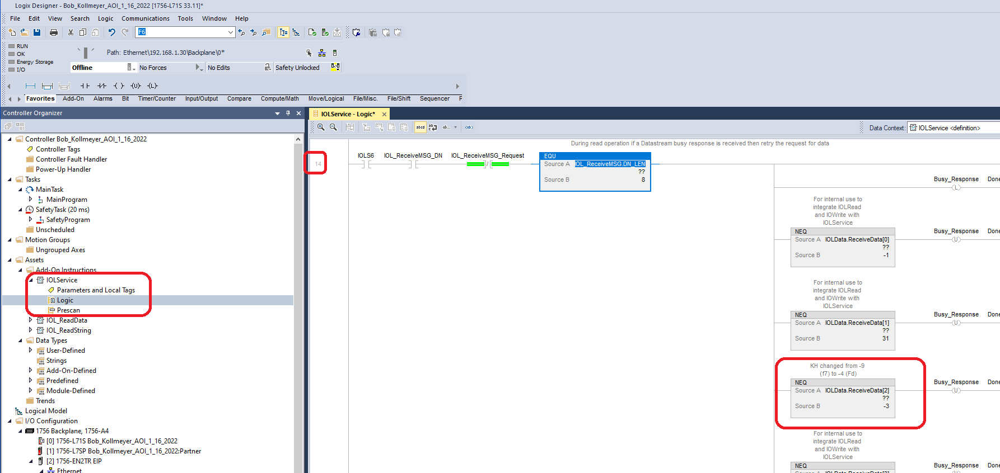 Logix Designer - Bob_Kollmeyer_AOI_1_16_2022 [1756-L71S 33.11]*
File Edit View Search Logic Communications Tools Window Help
F6
RUN
OK
Energy Storage
I/O
Path: Ethernet\192.168.1.30\Backplane\0*
Offline No Forces No Edits Safety Unlocked
Favorites Add-On Alarms Bit Timer/Counter Input/Output Compare Compute/Math Move/Logical File/Misc. File/Shift Sequencer
Controller Organizer
Controller Bob_Kollmeyer_AOI_1_16_2022
Controller Tags
Controller Fault Handler
Power-Up Handler
Tasks
MainTask
MainProgram
SafetyTask (20 ms)
SafetyProgram
Unscheduled
Motion Groups
Ungrouped Axes
Assets
Add-On Instructions
IOLService
Parameters and Local Tags
Logic
Prescan
IOL_ReadData
IOL_ReadString
Data Types
User-Defined
Strings
Add-On-Defined
Predefined
Module-Defined
Trends
Logical Model
I/O Configuration
1756 Backplane, 1756-A4
[0] 1756-L71S Bob_Kollmeyer_AOI_1_16_2022
[1] 1756-L7SP Bob_Kollmeyer_AOI_1_16_2022:Partner
[2] 1756-EN2TR EIP
Ethernet
IOLService - Logic*
Data Context: IOLService <definition>
During read operation if a Datastream busy response is received then retry the request for data
14
IOLS6 IOL_ReceiveMSG_DN IOL_ReceiveMSG_Request
EQU
Source A IOL_ReceiveMSG.DN_LEN
??
Source B 8
Busy_Response Done
L
For internal use to
integrate IOLRead
and IOWrite with
IOLService
NEQ
Source A IOLData.ReceiveData[0]
??
Source B -1
Busy_Response Done
U
For internal use to
integrate IOLRead
and IOWrite with
IOLService
NEQ
Source A IOLData.ReceiveData[1]
??
Source B 31
Busy_Response Done
U
KH changed from -9
(f7) to -4 (Fd)
NEQ
Source A IOLData.ReceiveData[2]
??
Source B -3
Busy_Response Done
U
For internal use to
integrate IOLRead
and IOWrite with
IOLService
NEQ
Busy_Response Done